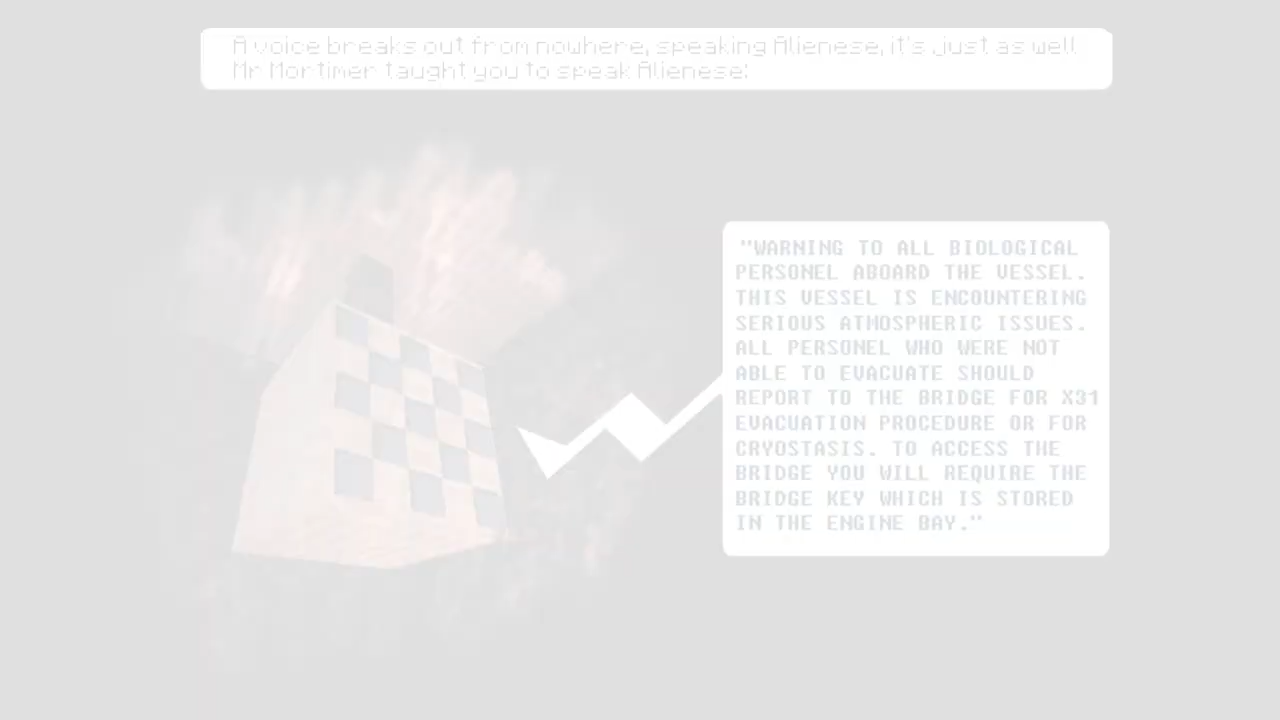 A voice breaks out from nowhere, speaking Alienese, it's just as well
Mr Mortimer taught you to speak Alienese:
"WARNING TO ALL BIOLOGICAL
PERSONEL ABOARD THE VESSEL.
THIS VESSEL IS ENCOUNTERING
SERIOUS ATMOSPHERIC ISSUES.
ALL PERSONEL WHO WERE NOT
ABLE TO EVACUATE SHOULD
REPORT TO THE BRIDGE FOR X31
EVACUATION PROCEDURE OR FOR
CRYOSTASIS. TO ACCESS THE
BRIDGE YOU WILL REQUIRE THE
BRIDGE KEY WHICH IS STORED
IN THE ENGINE BAY."